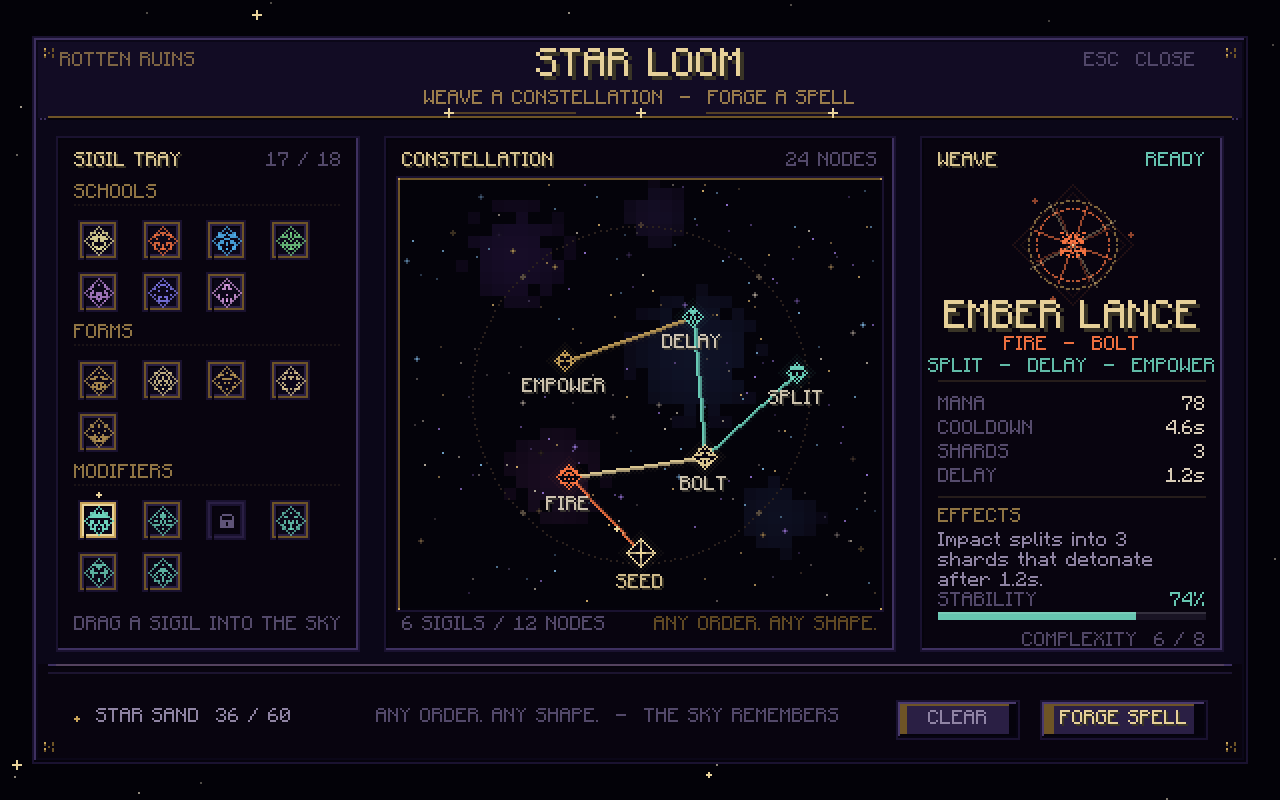 ROTTEN RUINS
STAR LOOM
ESC CLOSE
WEAVE A CONSTELLATION – FORGE A SPELL
SIGIL TRAY 17 / 18
SCHOOLS
FORMS
MODIFIERS
DRAG A SIGIL INTO THE SKY
CONSTELLATION 24 NODES
DELAY
EMPOWER
SPLIT
BOLT
FIRE
SEED
6 SIGILS / 12 NODES ANY ORDER. ANY SHAPE.
WEAVE READY
EMBER LANCE
FIRE – BOLT
SPLIT – DELAY – EMPOWER
MANA 78
COOLDOWN 4.6s
SHARDS 3
DELAY 1.2s
EFFECTS
Impact splits into 3
shards that detonate
after 1.2s.
STABILITY 74%
COMPLEXITY 6 / 8
STAR SAND 36 / 60
ANY ORDER. ANY SHAPE. – THE SKY REMEMBERS
CLEAR
FORGE SPELL